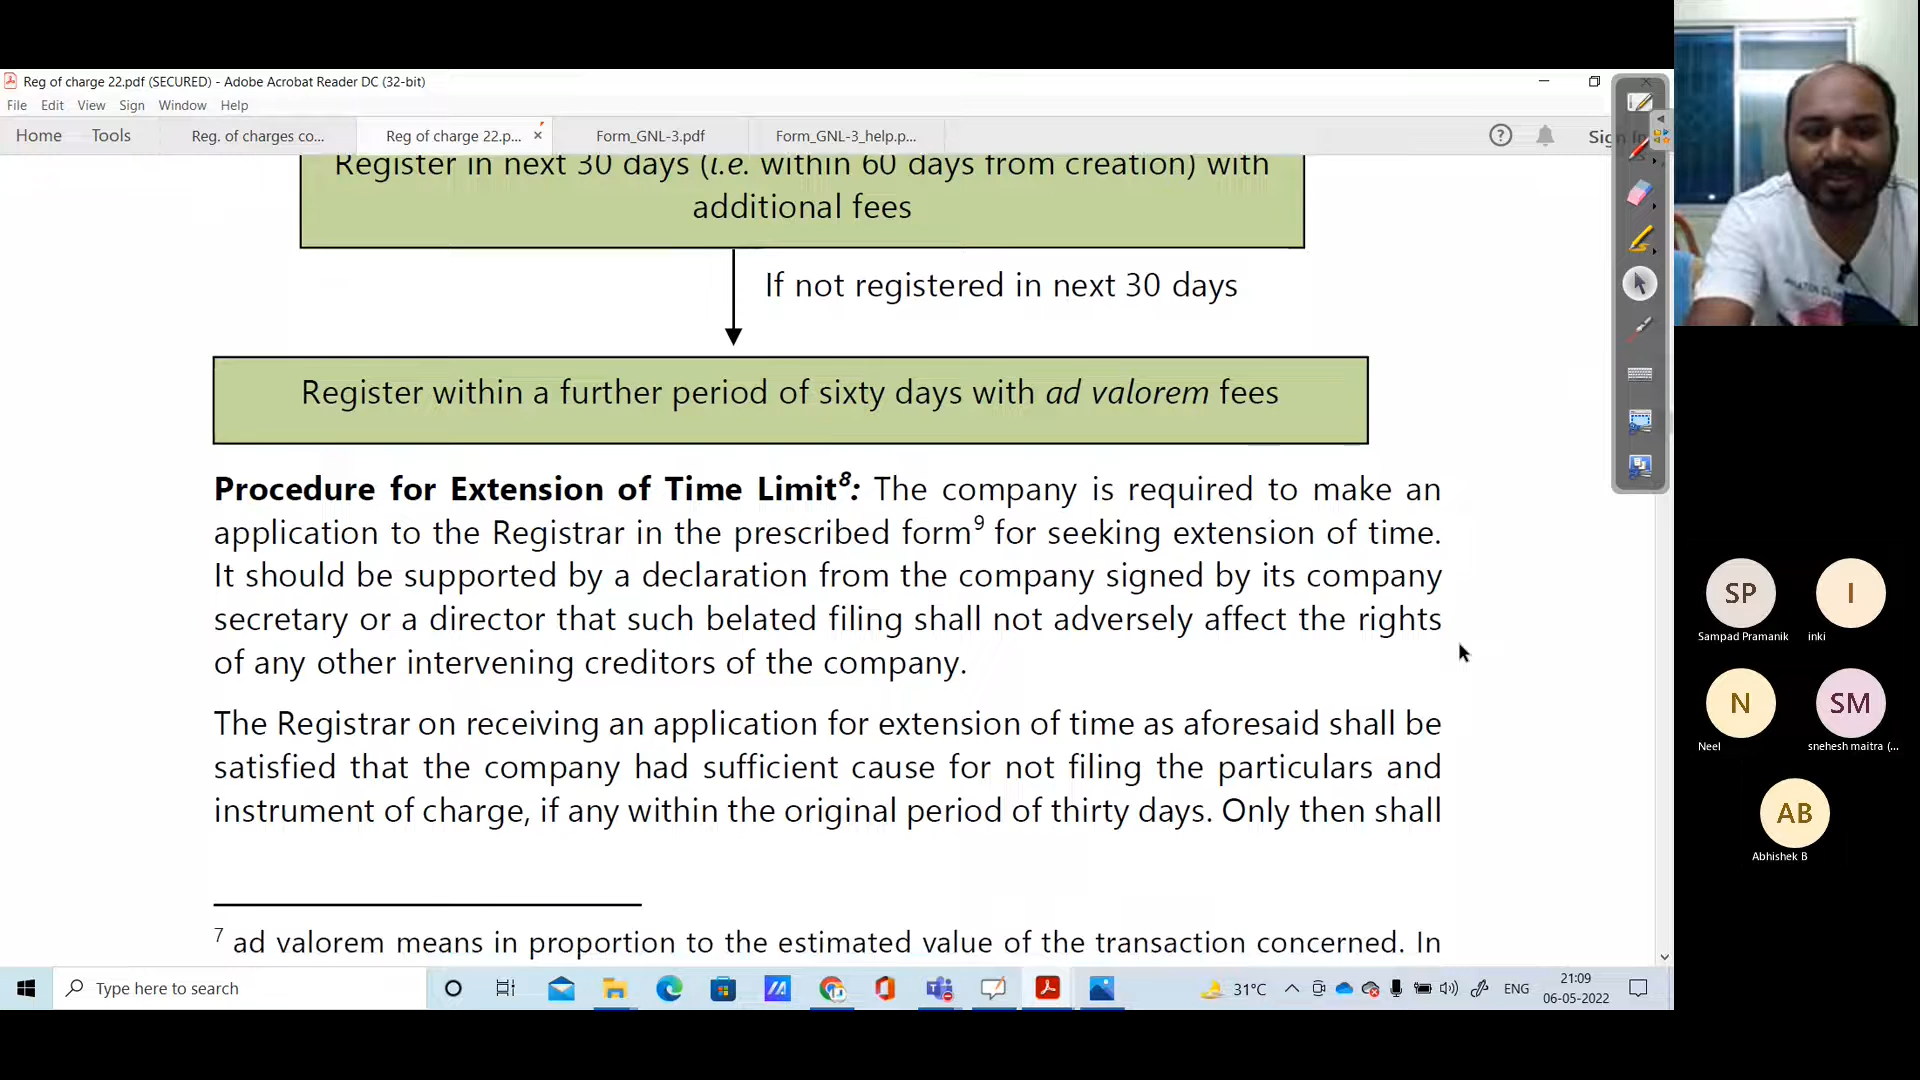 Reg of charge 22.pdf (SECURED) - Adobe Acrobat Reader DC (32-bit)
File Edit View Sign Window Help
Home Tools Reg. of charges co... Reg of charge 22.p... × Form_GNL-3.pdf Form_GNL-3_help.p... Sign In
Register in next 30 days (i.e. within 60 days from creation) with
additional fees
If not registered in next 30 days
Register within a further period of sixty days with ad valorem fees
Procedure for Extension of Time Limit8: The company is required to make an
application to the Registrar in the prescribed form9 for seeking extension of time.
It should be supported by a declaration from the company signed by its company
secretary or a director that such belated filing shall not adversely affect the rights
of any other intervening creditors of the company.
The Registrar on receiving an application for extension of time as aforesaid shall be
satisfied that the company had sufficient cause for not filing the particulars and
instrument of charge, if any within the original period of thirty days. Only then shall
7 ad valorem means in proportion to the estimated value of the transaction concerned. In
Type here to search
31°C
ENG
21:09
06-05-2022
SP
Sampad Pramanik
I
inki
N
Neel
SM
snehesh maitra (...
AB
Abhishek B